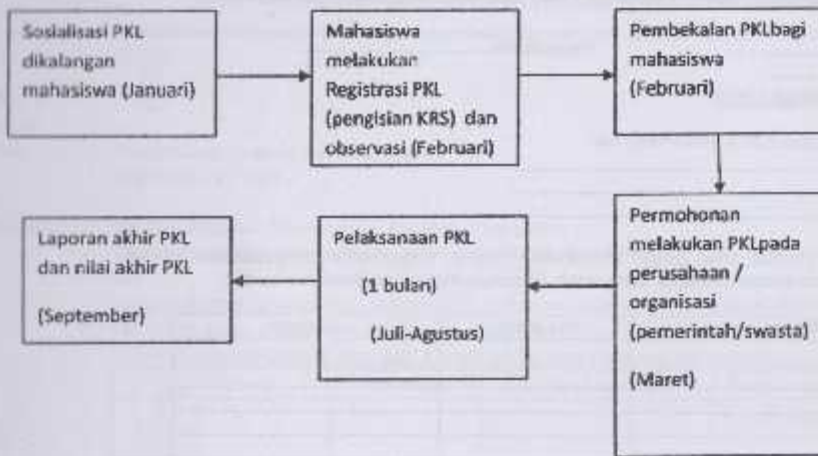 Sosialisasi PKL
dikalangan
mahasiswa (Januari)
Mahasiswa
melakukan
Registrasi PKL
(pengisian KRS) dan
observasi (Februari)
Pembekalan PKLbagi
mahasiswa
(Februari)
Permohonan
melakukan PKLpada
perusahaan /
organisasi
(pemerintah/swasta)
(Maret)
Pelaksanaan PKL
(1 bulan)
(Juli-Agustus)
Laporan akhir PKL
dan nilai akhir PKL
(September)